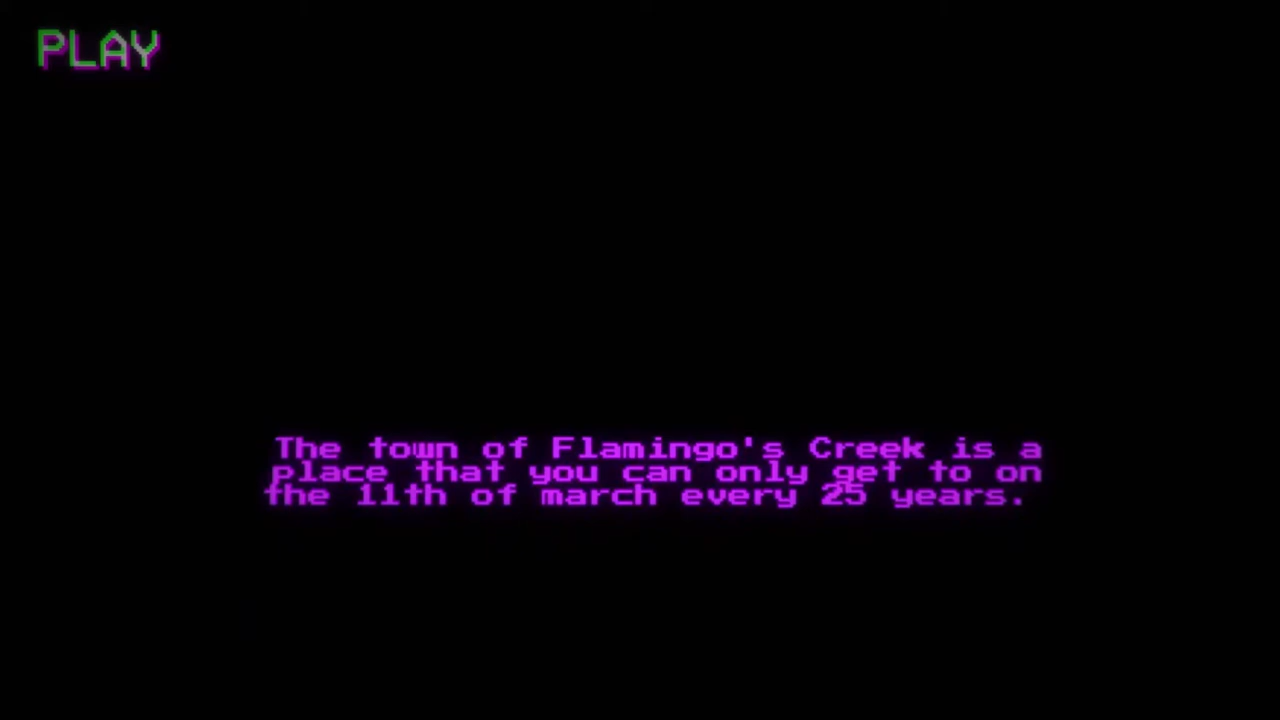 PLAY
The town of Flamingo's Creek is a
place that you can only get to on
the 11th of march every 25 years.